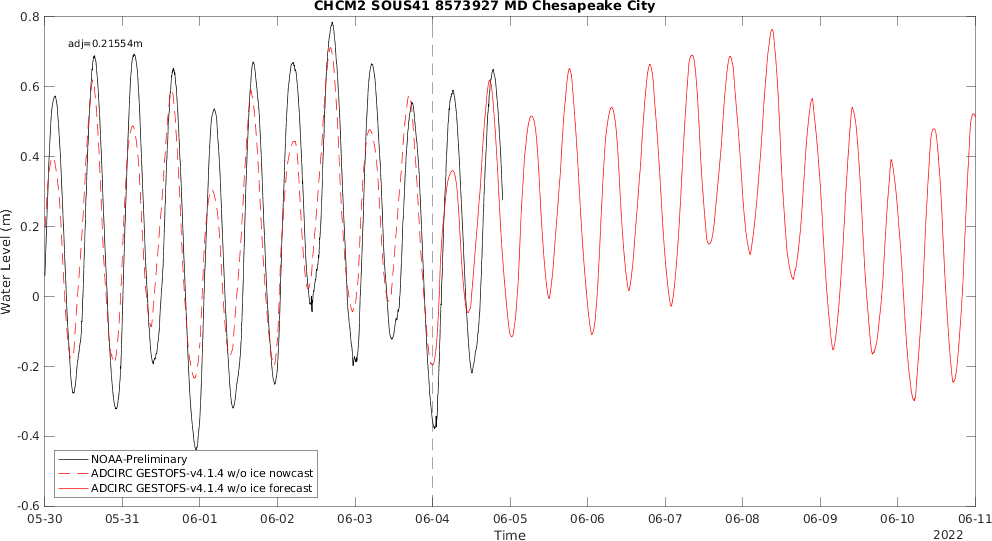 CHCM2 SOUS41 8573927 MD Chesapeake City
adj=0.21554m
0.8
0.6
0.4
0.2
0
-0.2
-0.4
-0.6
Water Level (m)
NOAA-Preliminary
ADCIRC GESTOFS-v4.1.4 w/o ice nowcast
ADCIRC GESTOFS-v4.1.4 w/o ice forecast
05-30 05-31 06-01 06-02 06-03 06-04 06-05 06-06 06-07 06-08 06-09 06-10 06-11
Time
2022